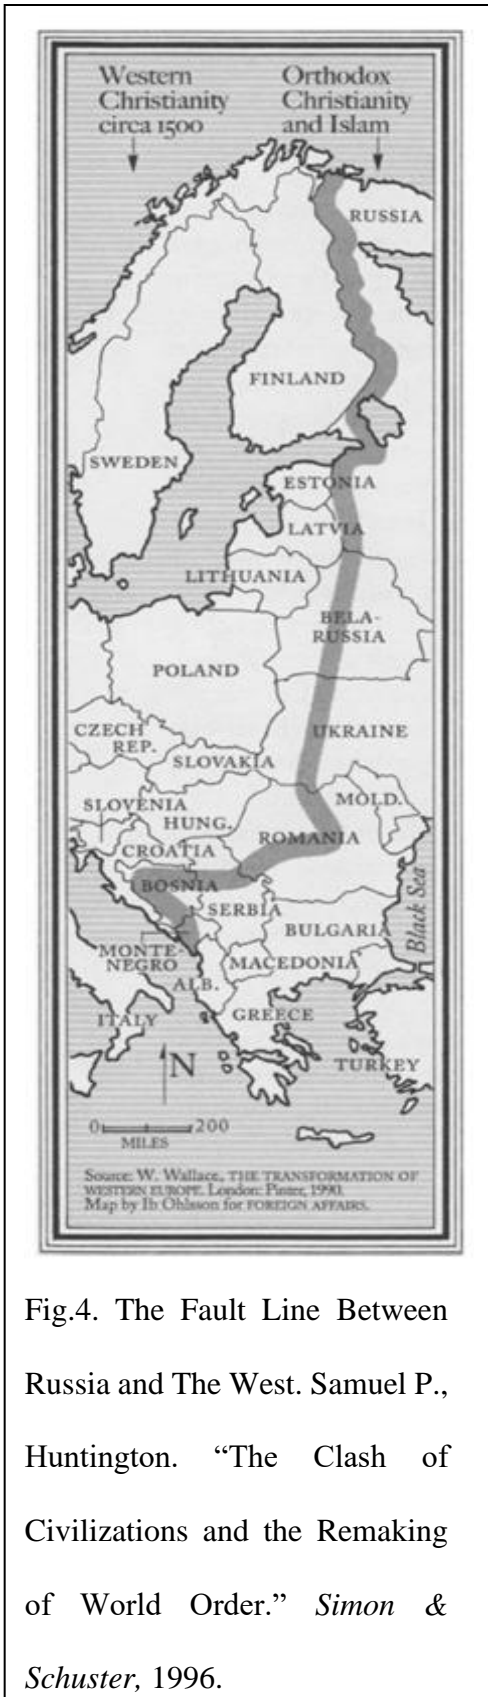 Western
Christianity
circa 1500
Orthodox
Christianity
and Islam
RUSSIA
FINLAND
SWEDEN
ESTONIA
LATVIA
LITHUANIA
BELA-
RUSSIA
POLAND
UKRAINE
CZECH
REP.
SLOVAKIA
MOLD.
SLOVENIA
HUNG.
ROMANIA
CROATIA
BOSNIA
SERBIA
BULGARIA
Black Sea
MONTE-
NEGRO
MACEDONIA
ALB.
ITALY
GREECE
TURKEY
N
0 200
MILES
Source: W. Wallace, THE TRANSFORMATION OF
WESTERN EUROPE. London: Pinter, 1990.
Map by Ib Ohlsson for FOREIGN AFFAIRS.
Fig.4. The Fault Line Between
Russia and The West. Samuel P.,
Huntington. “The Clash of
Civilizations and the Remaking
of World Order.” Simon &
Schuster, 1996.